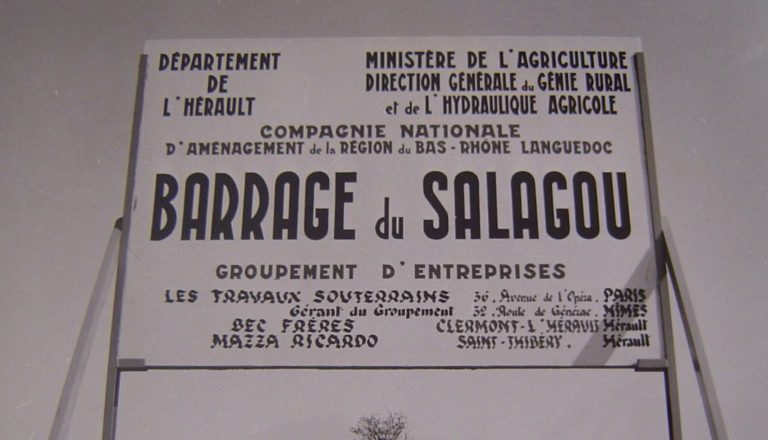 DÉPARTEMENT
DE
L'HÉRAULT
MINISTÈRE DE L'AGRICULTURE
DIRECTION GÉNÉRALE du GÉNIE RURAL
et de L'HYDRAULIQUE AGRICOLE
COMPAGNIE NATIONALE
D'AMÉNAGEMENT de la RÉGION du BAS-RHÔNE LANGUEDOC
BARRAGE du SALAGOU
GROUPEMENT D'ENTREPRISES
LES TRAVAUX SOUTERRAINS 36, Avenue de l'Opéra. PARIS
Gérant du Groupement 32, Route de Générac. NIMES
BEC FRÈRES CLERMONT-L'HÉRAULT Hérault
MAZZA RICARDO SAINT-THIBÉRY. Hérault